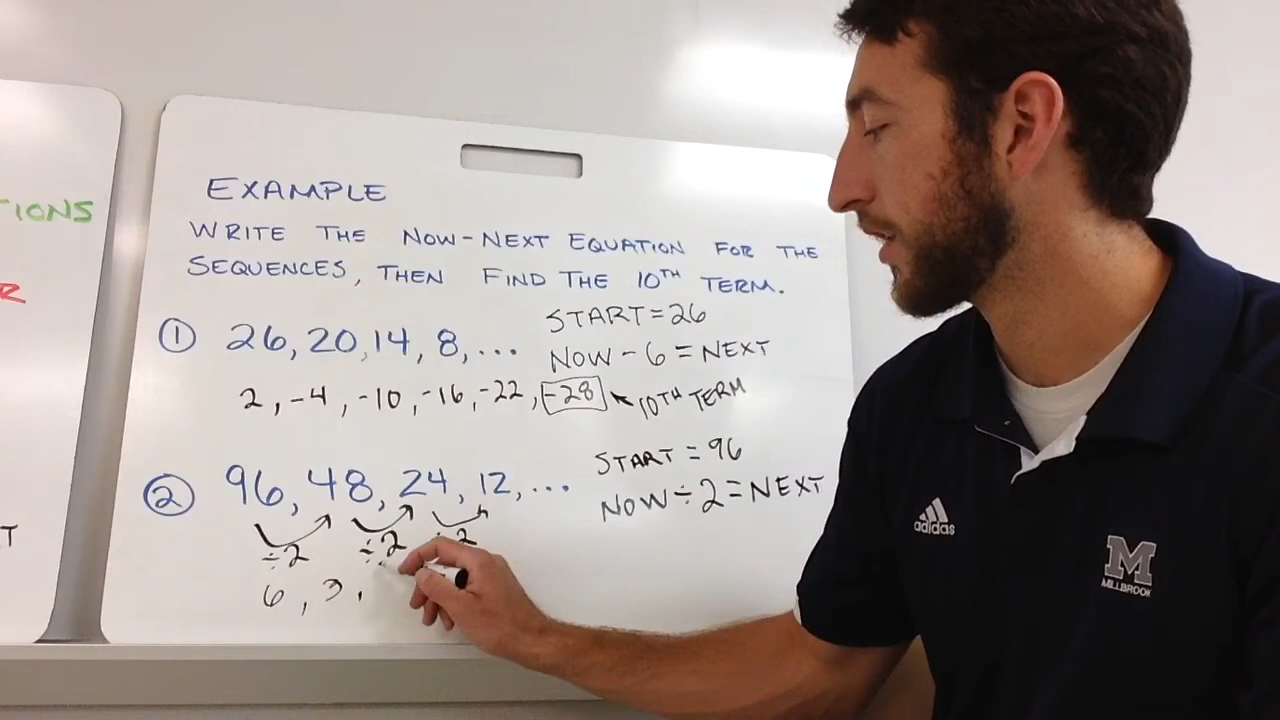 TIONS
R
T
EXAMPLE
WRITE THE NOW-NEXT EQUATION FOR THE
SEQUENCES, THEN FIND THE 10TH TERM.
① 26, 20, 14, 8, ...
START = 26
NOW - 6 = NEXT
2, -4, -10, -16, -22, -28 ← 10TH TERM
② 96, 48, 24, 12, ...
START = 96
NOW ÷ 2 = NEXT
÷2 ÷2 2
6, 3,
adidas
M
MILLBROOK